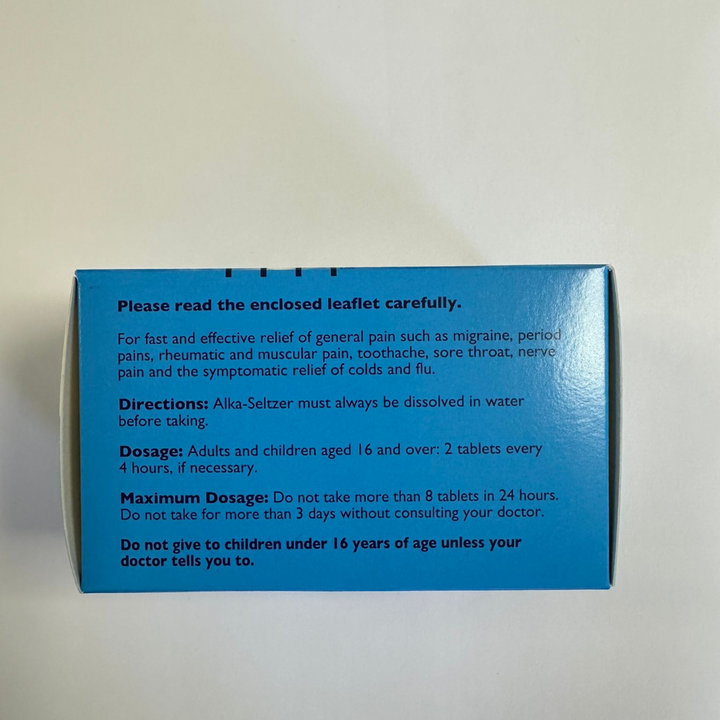 Please read the enclosed leaflet carefully.
For fast and effective relief of general pain such as migraine, period
pains, rheumatic and muscular pain, toothache, sore throat, nerve
pain and the symptomatic relief of colds and flu.
Directions: Alka-Seltzer must always be dissolved in water
before taking.
Dosage: Adults and children aged 16 and over: 2 tablets every
4 hours, if necessary.
Maximum Dosage: Do not take more than 8 tablets in 24 hours.
Do not take for more than 3 days without consulting your doctor.
Do not give to children under 16 years of age unless your
doctor tells you to.